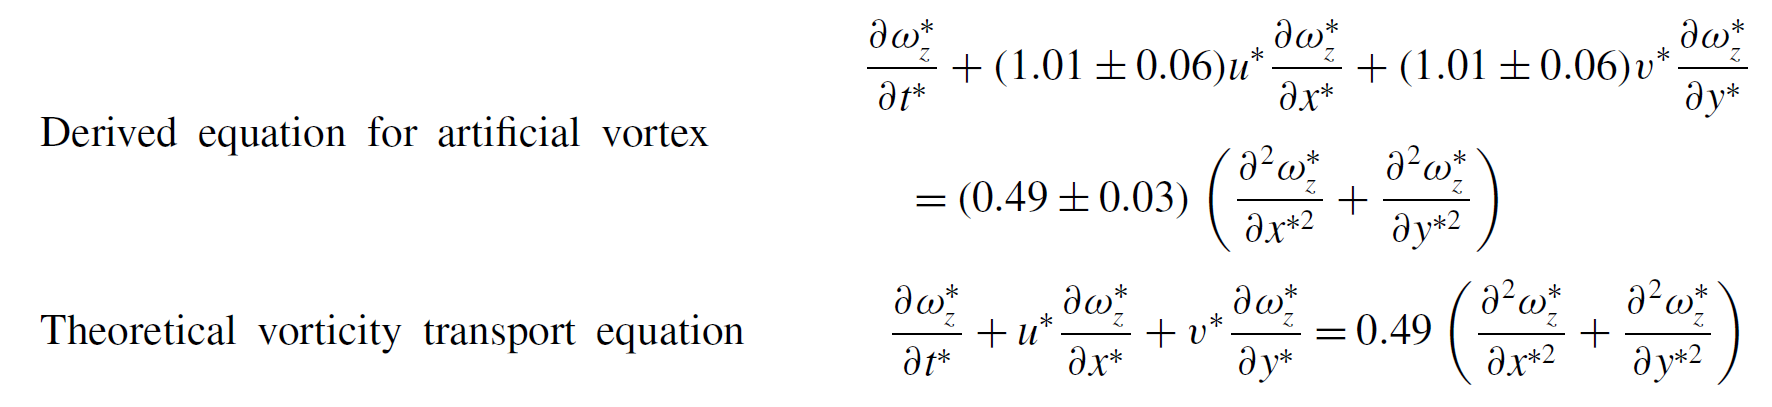 Derived equation for artificial vortex
∂ω_z^*/∂t^* + (1.01 ± 0.06)u^* ∂ω_z^*/∂x^* + (1.01 ± 0.06)v^* ∂ω_z^*/∂y^*
= (0.49 ± 0.03) (∂²ω_z^*/∂x^{*2} + ∂²ω_z^*/∂y^{*2})
Theoretical vorticity transport equation
∂ω_z^*/∂t^* + u^* ∂ω_z^*/∂x^* + v^* ∂ω_z^*/∂y^* = 0.49 (∂²ω_z^*/∂x^{*2} + ∂²ω_z^*/∂y^{*2})